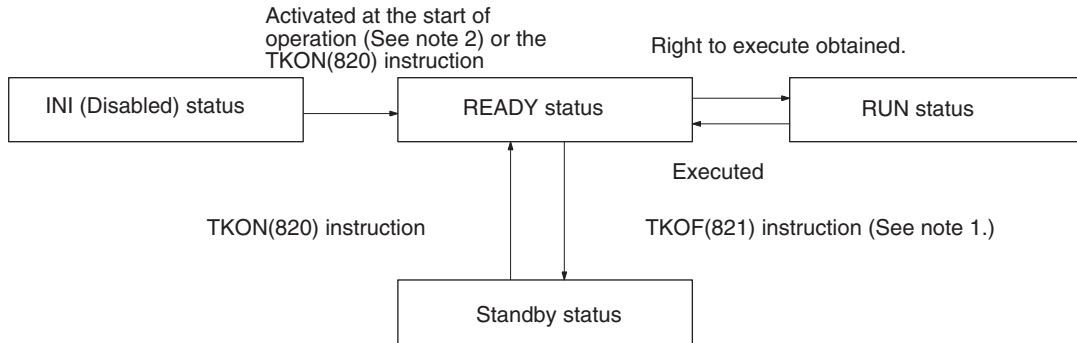 Activated at the start of
operation (See note 2) or the
TKON(820) instruction
Right to execute obtained.
INI (Disabled) status
READY status
RUN status
Executed
TKON(820) instruction
TKOF(821) instruction (See note 1.)
Standby status